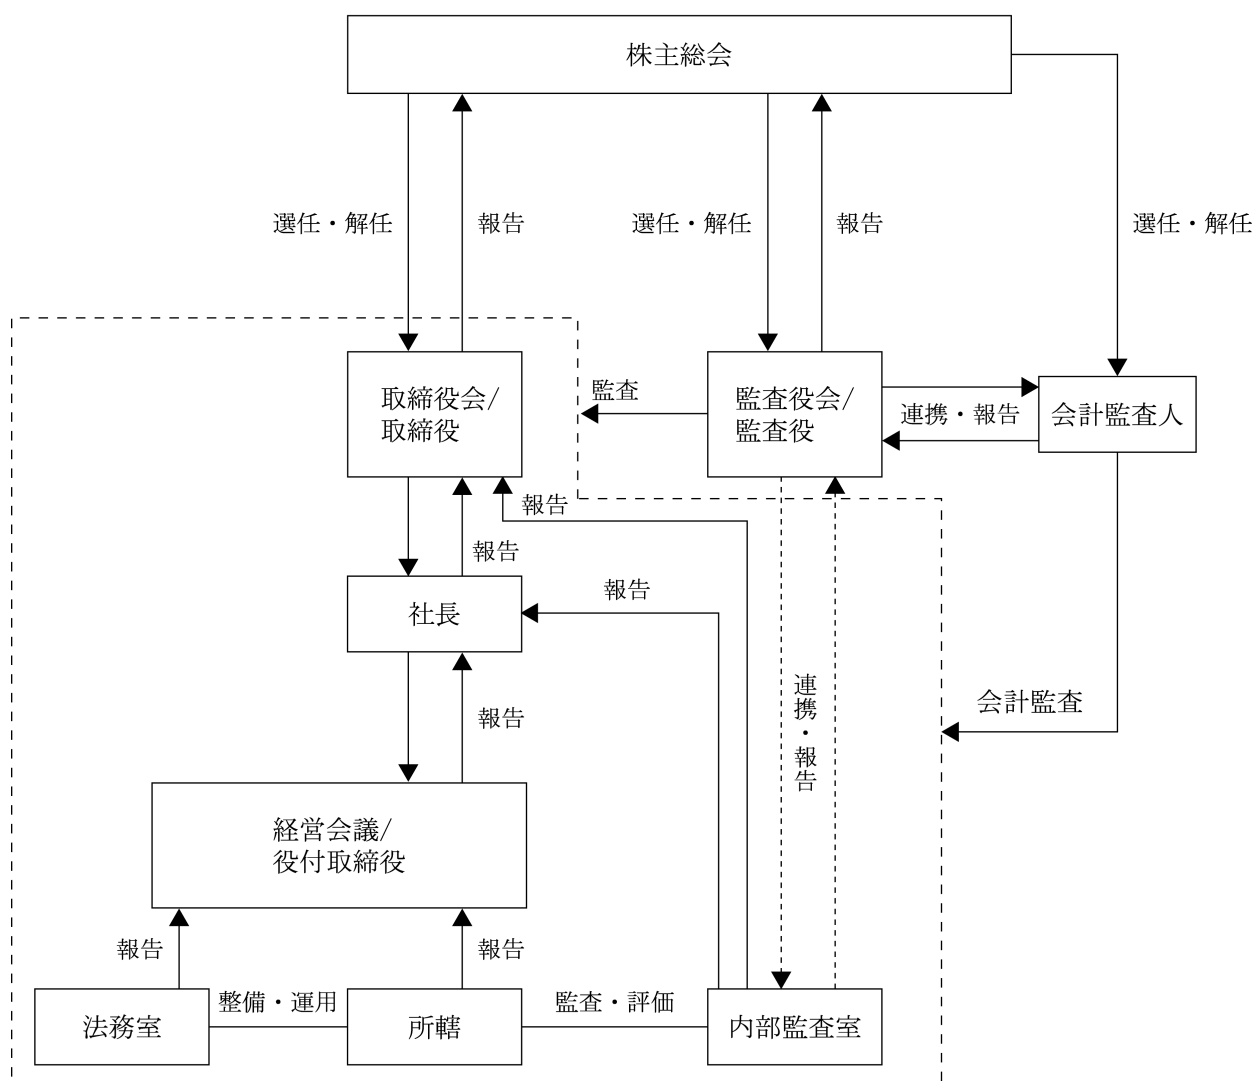 株主総会
選任・解任
報告
選任・解任
報告
選任・解任
取締役会/
取締役
監査
監査役会/
監査役
連携・報告
会計監査人
報告
報告
社長
報告
連携・報告
会計監査
報告
経営会議/
役付取締役
報告
報告
法務室
整備・運用
所轄
監査・評価
内部監査室